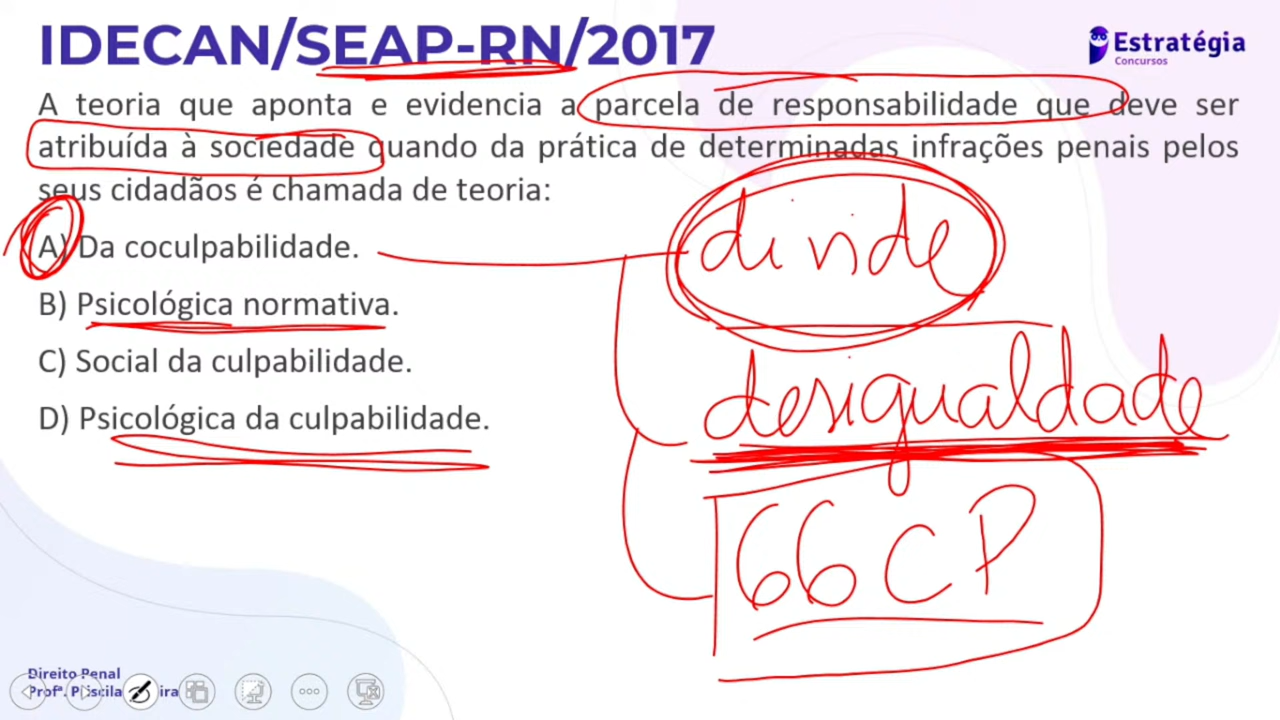 IDECAN/SEAP-RN/2017
Estratégia
Concursos
A teoria que aponta e evidencia a parcela de responsabilidade que deve ser
atribuída à sociedade quando da prática de determinadas infrações penais pelos
seus cidadãos é chamada de teoria:
A) Da coculpabilidade.
divide
B) Psicológica normativa.
C) Social da culpabilidade.
desigualdade
D) Psicológica da culpabilidade.
66 CP
Direito Penal
Profª.